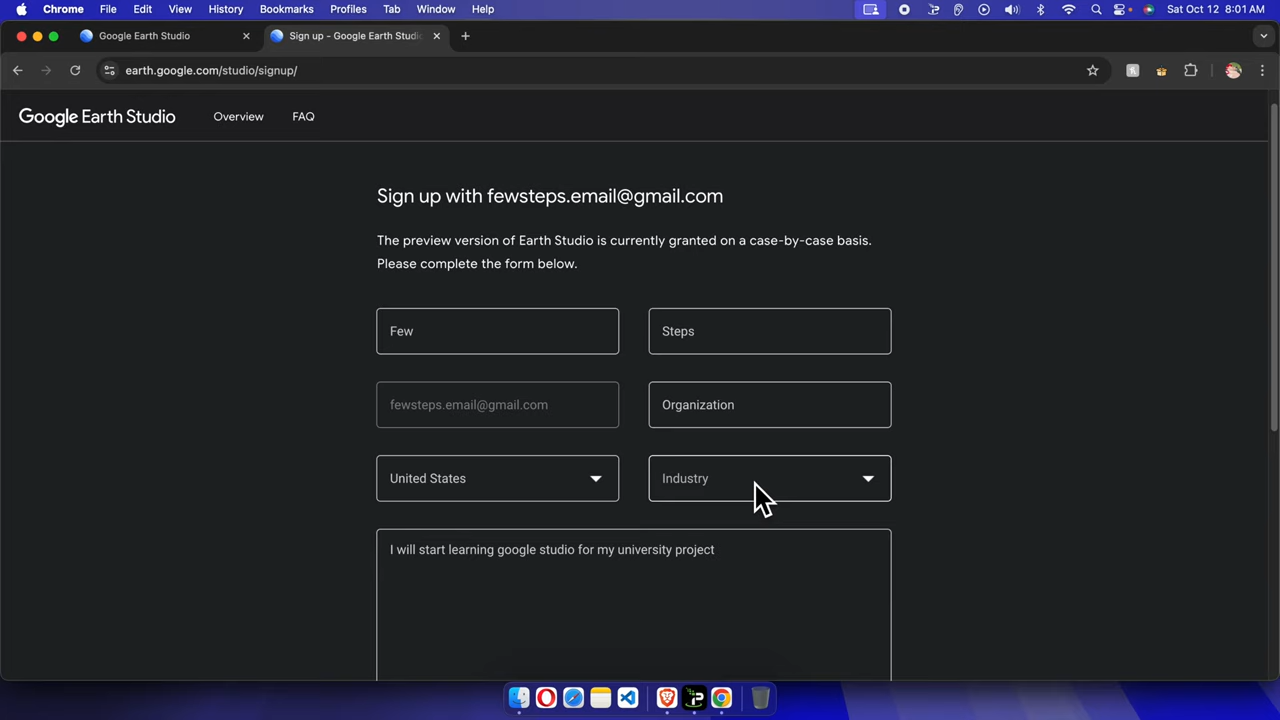 Chrome File Edit View History Bookmarks Profiles Tab Window Help Sat Oct 12 8:01 AM
Google Earth Studio Sign up - Google Earth Studi
earth.google.com/studio/signup/
Google Earth Studio Overview FAQ
Sign up with fewsteps.email@gmail.com
The preview version of Earth Studio is currently granted on a case-by-case basis.
Please complete the form below.
Few Steps
fewsteps.email@gmail.com Organization
United States Industry
I will start learning google studio for my university project